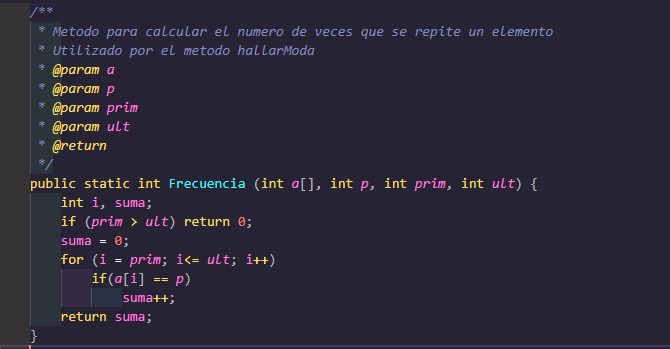 /**
 * Metodo para calcular el numero de veces que se repite un elemento
 * Utilizado por el metodo hallarModa
 * @param a
 * @param p
 * @param prim
 * @param ult
 * @return
 */
public static int Frecuencia (int a[], int p, int prim, int ult) {
    int i, suma;
    if (prim > ult) return 0;
    suma = 0;
    for (i = prim; i<= ult; i++)
        if(a[i] == p)
            suma++;
    return suma;
}